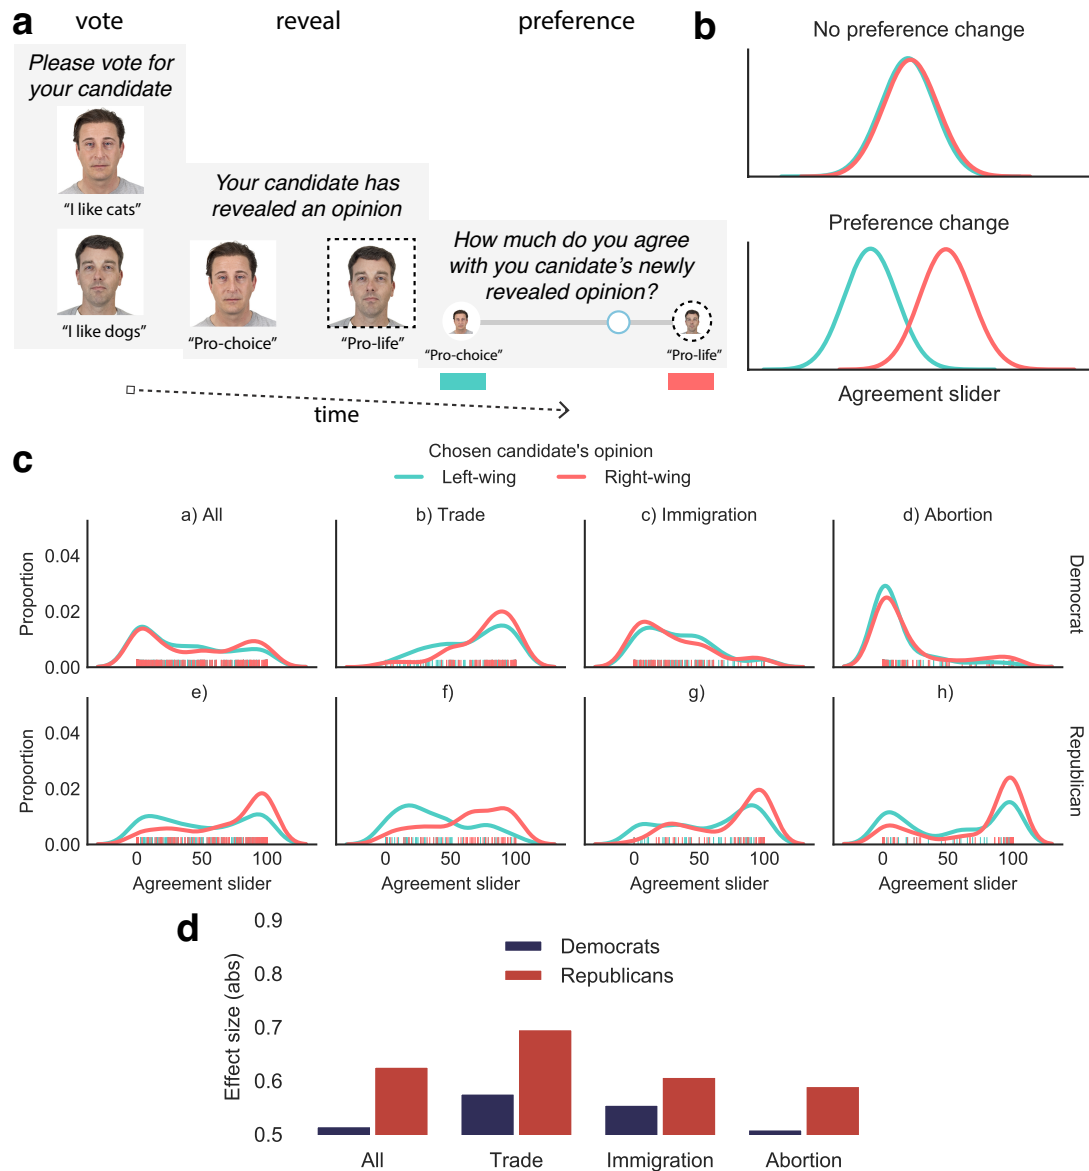 a
vote
reveal
preference
Please vote for
your candidate
“I like cats”
“I like dogs”
Your candidate has
revealed an opinion
“Pro-choice”
“Pro-life”
How much do you agree
with you canidate’s newly
revealed opinion?
“Pro-choice”
“Pro-life”
time
b
No preference change
Preference change
Agreement slider
c
Chosen candidate's opinion
Left-wing
Right-wing
a) All
b) Trade
c) Immigration
d) Abortion
Proportion
0.04
0.02
0.00
Democrat
e)
f)
g)
h)
Proportion
0.04
0.02
0.00
Republican
0 50 100
0 50 100
0 50 100
0 50 100
Agreement slider
Agreement slider
Agreement slider
Agreement slider
d
Effect size (abs)
0.9
0.8
0.7
0.6
0.5
Democrats
Republicans
All
Trade
Immigration
Abortion